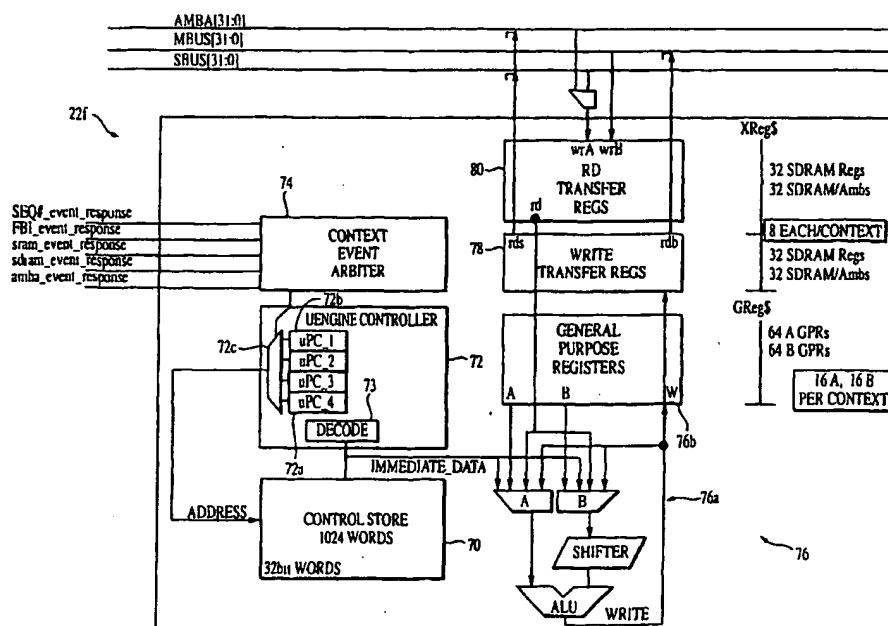 AMBA[31:0]
MBUS[31:0]
SBUS[31:0]
22f
XReg$
wrA wrB
80
RD
TRANSFER
REGS
rd
32 SDRAM Regs
32 SDRAM/Ambs
74
SEQ#_event_response
FBI_event_response
sram_event_response
sdram_event_response
amba_event_response
CONTEXT
EVENT
ARBITER
78
rds
rdb
WRITE
TRANSFER REGS
8 EACH/CONTEXT
32 SDRAM Regs
32 SDRAM/Ambs
GReg$
72b
UENGINE CONTROLLER
72c
uPC_1
uPC_2
uPC_3
uPC_4
72
73
DECODE
72a
GENERAL
PURPOSE
REGISTERS
A
B
W
64 A GPRs
64 B GPRs
16 A, 16 B
PER CONTEXT
76b
IMMEDIATE_DATA
A
B
76a
ADDRESS
CONTROL STORE
1024 WORDS
70
32bit WORDS
SHIFTER
76
ALU
WRITE